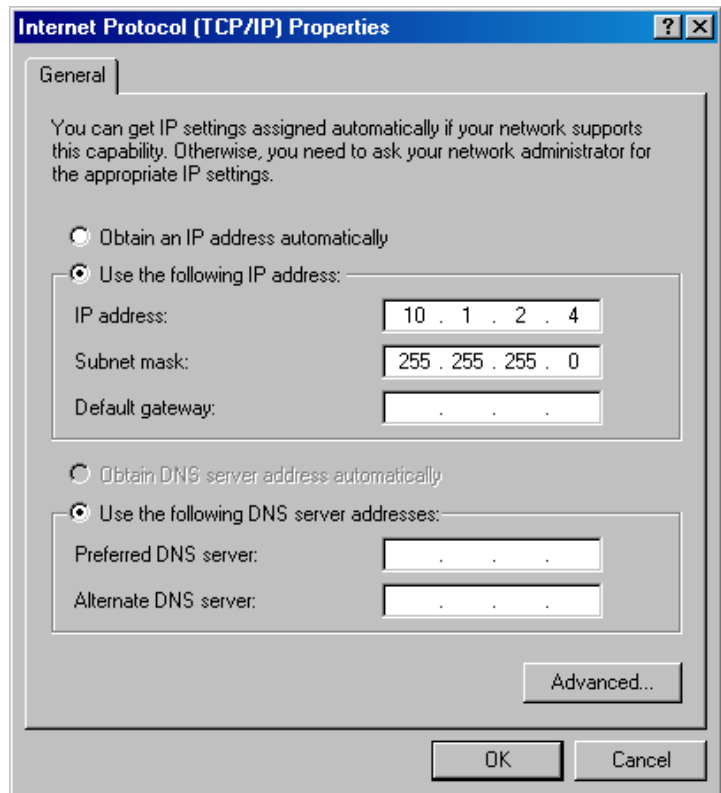 Internet Protocol (TCP/IP) Properties
General
You can get IP settings assigned automatically if your network supports
this capability. Otherwise, you need to ask your network administrator for
the appropriate IP settings.
Obtain an IP address automatically
Use the following IP address:
IP address: 10 . 1 . 2 . 4
Subnet mask: 255 . 255 . 255 . 0
Default gateway: . . .
Obtain DNS server address automatically
Use the following DNS server addresses:
Preferred DNS server: . . .
Alternate DNS server: . . .
Advanced...
OK Cancel